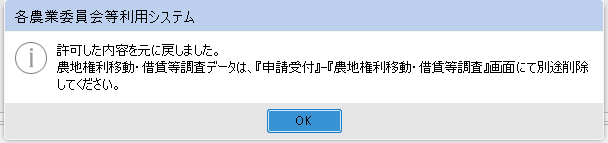 各農業委員会等利用システム
許可した内容を元に戻しました。
農地権利移動・借賃等調査データは、『申請受付』-『農地権利移動・借賃等調査』画面にて別途削除
してください。
OK